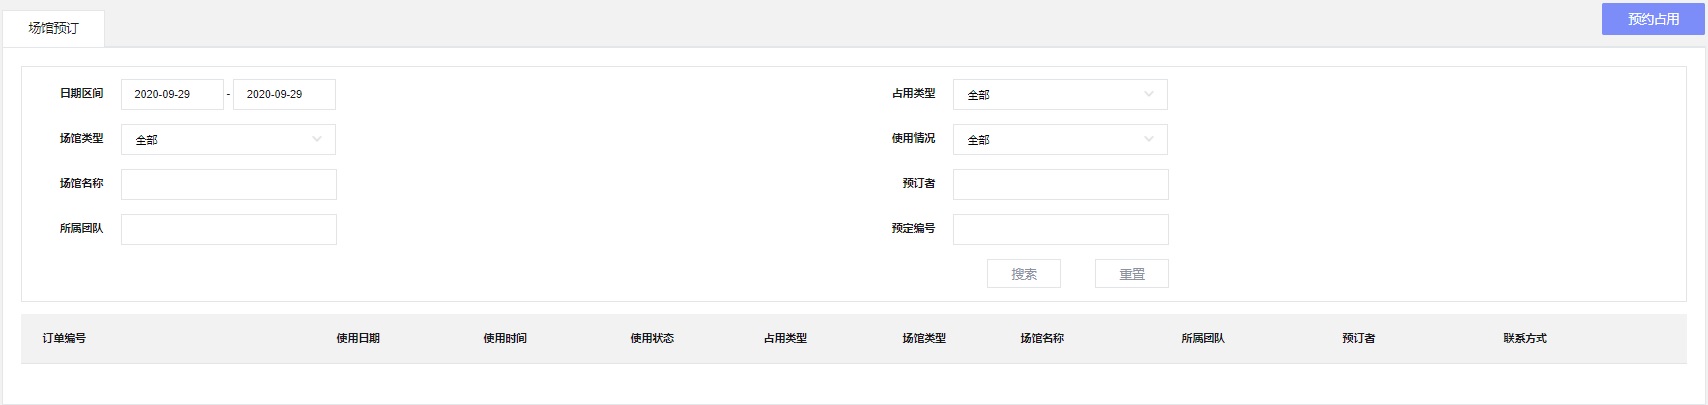 场馆预订 预约占用
日期区间 2020-09-29 - 2020-09-29 占用类型 全部
场馆类型 全部 使用情况 全部
场馆名称 预订者
所属团队 预定编号
搜索 重置
订单编号 使用日期 使用时间 使用状态 占用类型 场馆类型 场馆名称 所属团队 预订者 联系方式